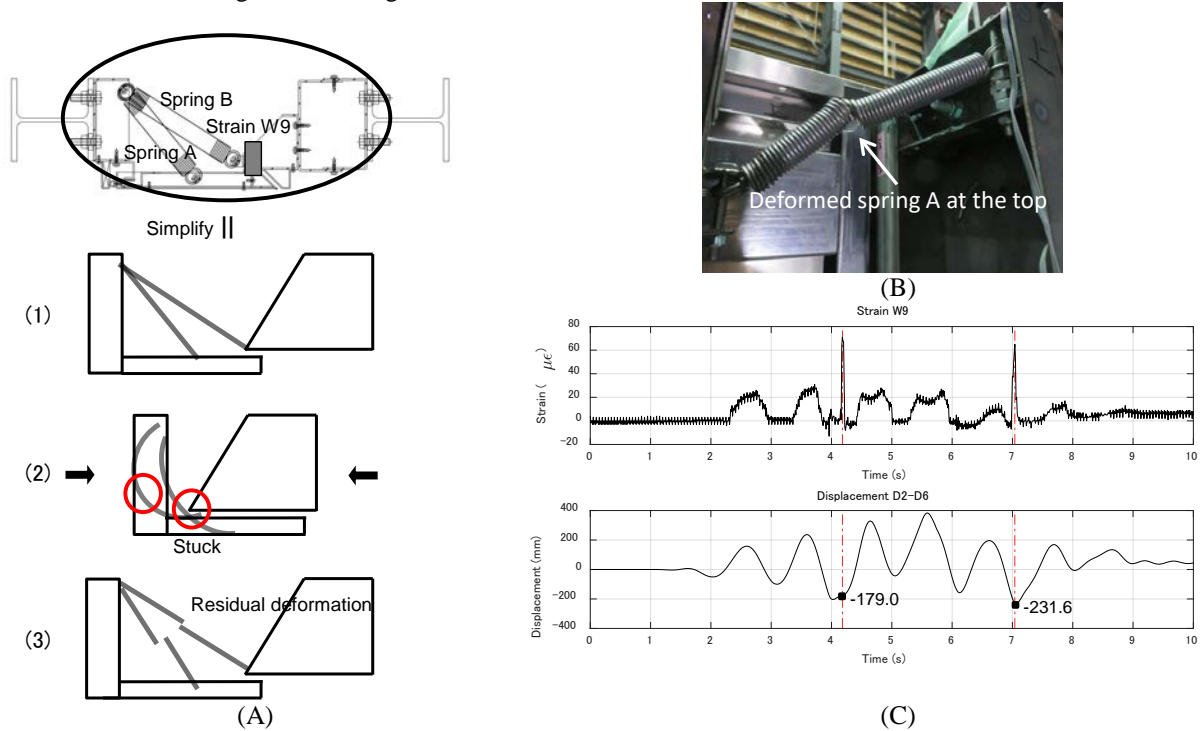 Spring B
Strain W9
Spring A
Simplify
(1)
(2)
Stuck
Residual deformation
(3)
(A)
Deformed spring A at the top
(B)
Strain W9
Strain ( με)
80
60
40
20
0
-20
0 1 2 3 4 5 6 7 8 9 10
Time (s)
Displacement D2-D6
Displacement (mm)
400
200
0
-200
-400
-179.0
-231.6
0 1 2 3 4 5 6 7 8 9 10
Time (s)
(C)